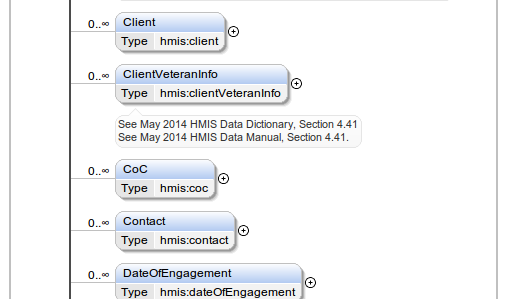 0..∞ Client
Type hmis:client
0..∞ ClientVeteranInfo
Type hmis:clientVeteranInfo
See May 2014 HMIS Data Dictionary, Section 4.41
See May 2014 HMIS Data Manual, Section 4.41.
0..∞ CoC
Type hmis:coc
0..∞ Contact
Type hmis:contact
0..∞ DateOfEngagement
Type hmis:dateOfEngagement